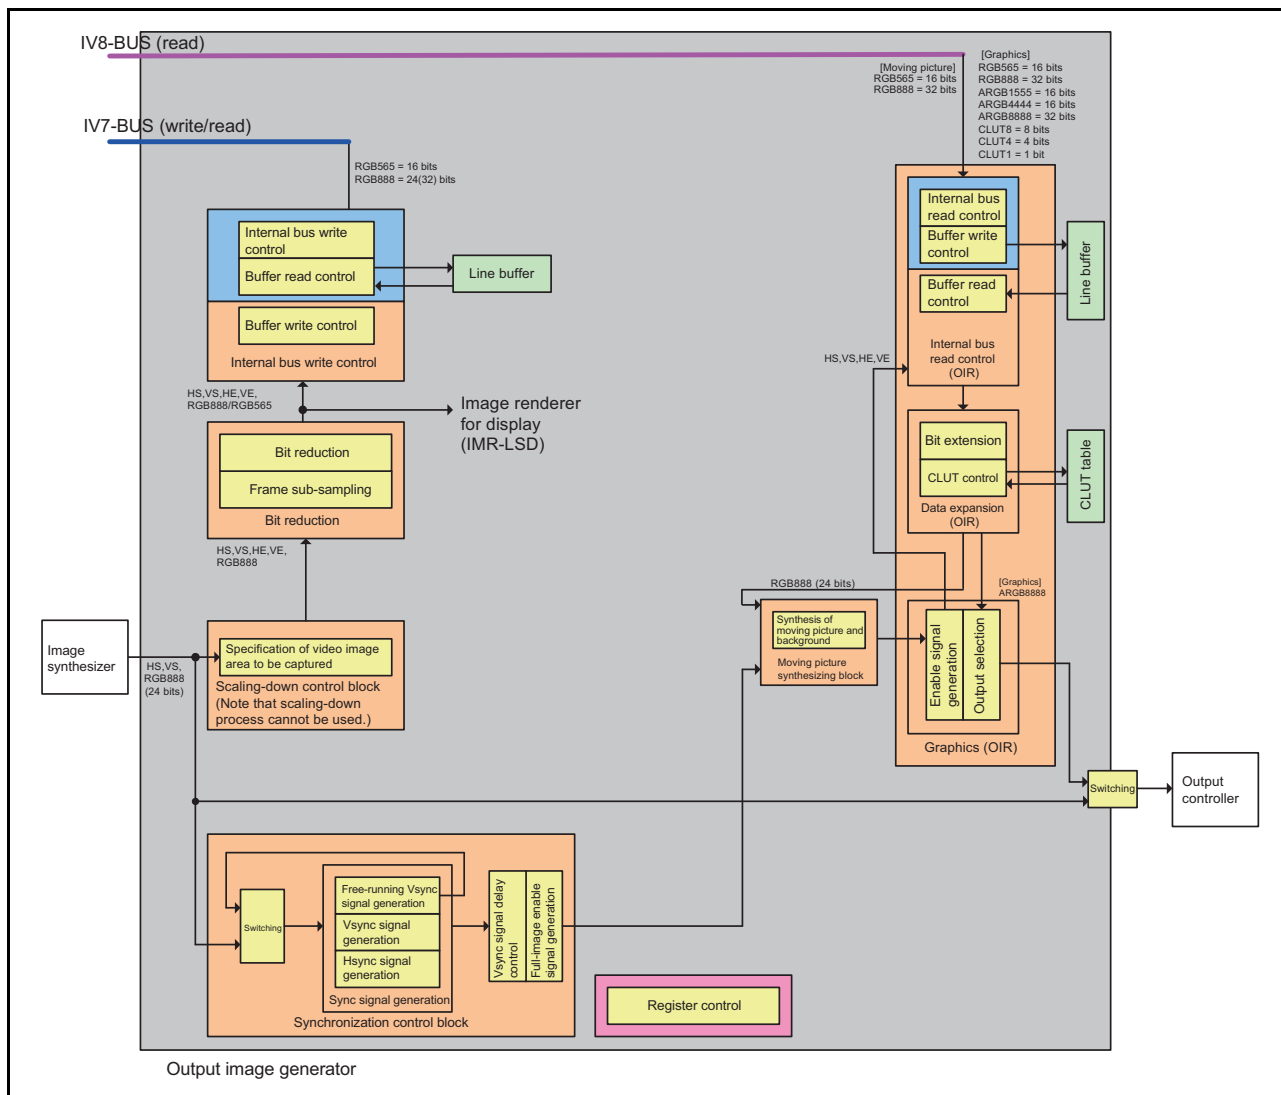 IV8-BUS (read)
[Moving picture]
RGB565 = 16 bits
RGB888 = 32 bits
[Graphics]
RGB565 = 16 bits
RGB888 = 32 bits
ARGB1555 = 16 bits
ARGB4444 = 16 bits
ARGB8888 = 32 bits
CLUT8 = 8 bits
CLUT4 = 4 bits
CLUT1 = 1 bit
IV7-BUS (write/read)
RGB565 = 16 bits
RGB888 = 24(32) bits
Internal bus write
control
Buffer read control
Line buffer
Buffer write control
Internal bus write control
HS,VS,HE,VE,
RGB888/RGB565
Image renderer
for display
(IMR-LSD)
Bit reduction
Frame sub-sampling
Bit reduction
HS,VS,HE,VE,
RGB888
Image
synthesizer
HS,VS,
RGB888
(24 bits)
Specification of video image
area to be captured
Scaling-down control block
(Note that scaling-down
process cannot be used.)
Internal bus
read control
Buffer write
control
Line buffer
Buffer read
control
Internal bus
read control
(OIR)
HS,VS,HE,VE
Bit extension
CLUT control
CLUT table
Data expansion
(OIR)
RGB888 (24 bits)
[Graphics]
ARGB8888
Synthesis of
moving picture and
background
Moving picture
synthesizing block
Enable signal
generation
Output selection
Graphics (OIR)
Switching
Output
controller
Switching
Free-running Vsync
signal generation
Vsync signal
generation
Hsync signal
generation
Sync signal generation
Vsync signal delay
control
Full-image enable
signal generation
Synchronization control block
Register control
Output image generator